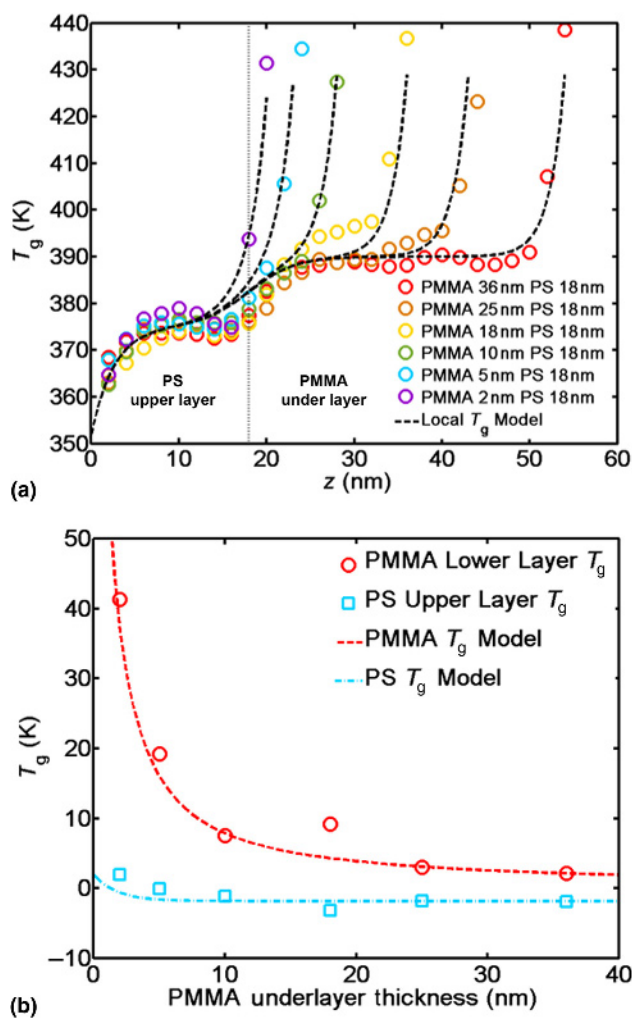 440
430
420
410
400
390
380
370
360
350
T_g (K)
PS
upper layer
PMMA
under layer
PMMA 36nm PS 18nm
PMMA 25nm PS 18nm
PMMA 18nm PS 18nm
PMMA 10nm PS 18nm
PMMA 5nm PS 18nm
PMMA 2nm PS 18nm
Local T_g Model
0 10 20 30 40 50 60
z (nm)
(a)
50
40
30
20
10
0
–10
T_g (K)
PMMA Lower Layer T_g
PS Upper Layer T_g
PMMA T_g Model
PS T_g Model
0 10 20 30 40
PMMA underlayer thickness (nm)
(b)